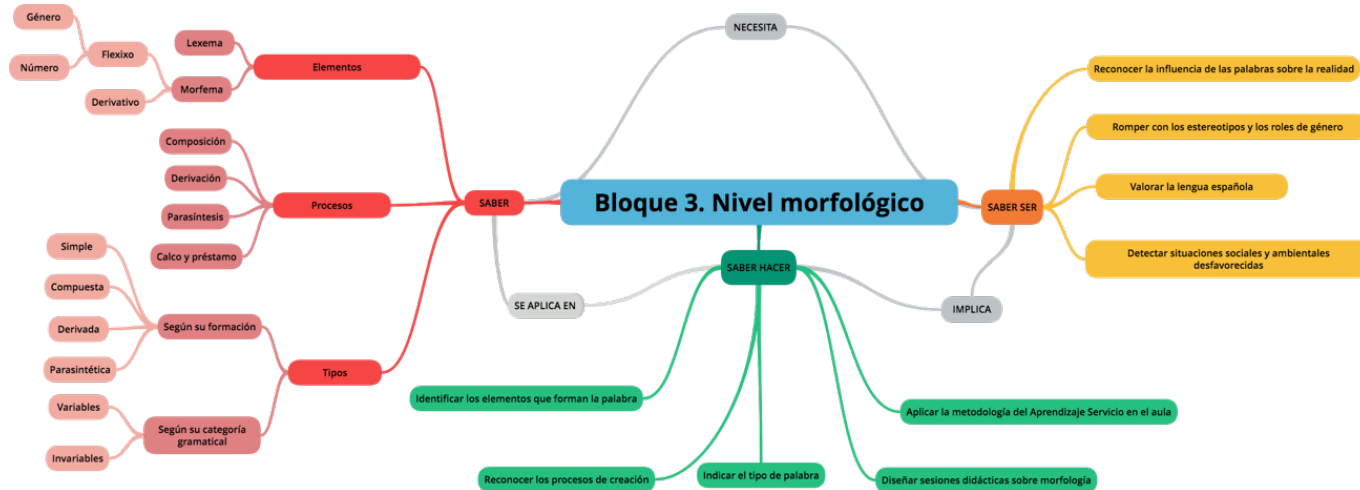 Bloque 3. Nivel morfológico
NECESITA
SABER
Elementos
Lexema
Morfema
Flexixo
Género
Número
Derivativo
Procesos
Composición
Derivación
Parasíntesis
Calco y préstamo
Tipos
Según su formación
Simple
Compuesta
Derivada
Parasintética
Según su categoría
gramatical
Variables
Invariables
SE APLICA EN
SABER HACER
Identificar los elementos que forman la palabra
Reconocer los procesos de creación
Indicar el tipo de palabra
Diseñar sesiones didácticas sobre morfología
Aplicar la metodología del Aprendizaje Servicio en el aula
IMPLICA
SABER SER
Reconocer la influencia de las palabras sobre la realidad
Romper con los estereotipos y los roles de género
Valorar la lengua española
Detectar situaciones sociales y ambientales
desfavorecidas